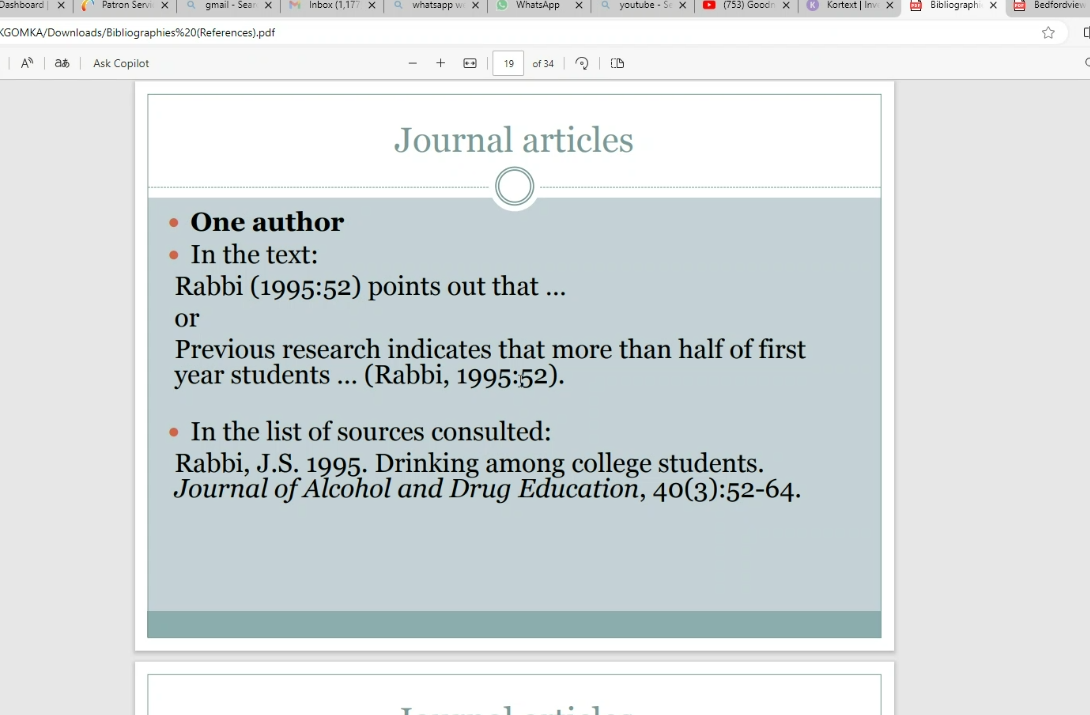 Dashboard
Patron Servi
gmail - Sear
Inbox (1,177
whatsapp w
WhatsApp
youtube - Se
(753) Goodn
Kortext | Inv
Bibliographi
Bedfordview
KGOMKA/Downloads/Bibliographies%20(References).pdf
Ask Copilot
19 of 34
Journal articles
• One author
• In the text:
Rabbi (1995:52) points out that ...
or
Previous research indicates that more than half of first
year students ... (Rabbi, 1995:52).
• In the list of sources consulted:
Rabbi, J.S. 1995. Drinking among college students.
Journal of Alcohol and Drug Education, 40(3):52-64.
Journal articles